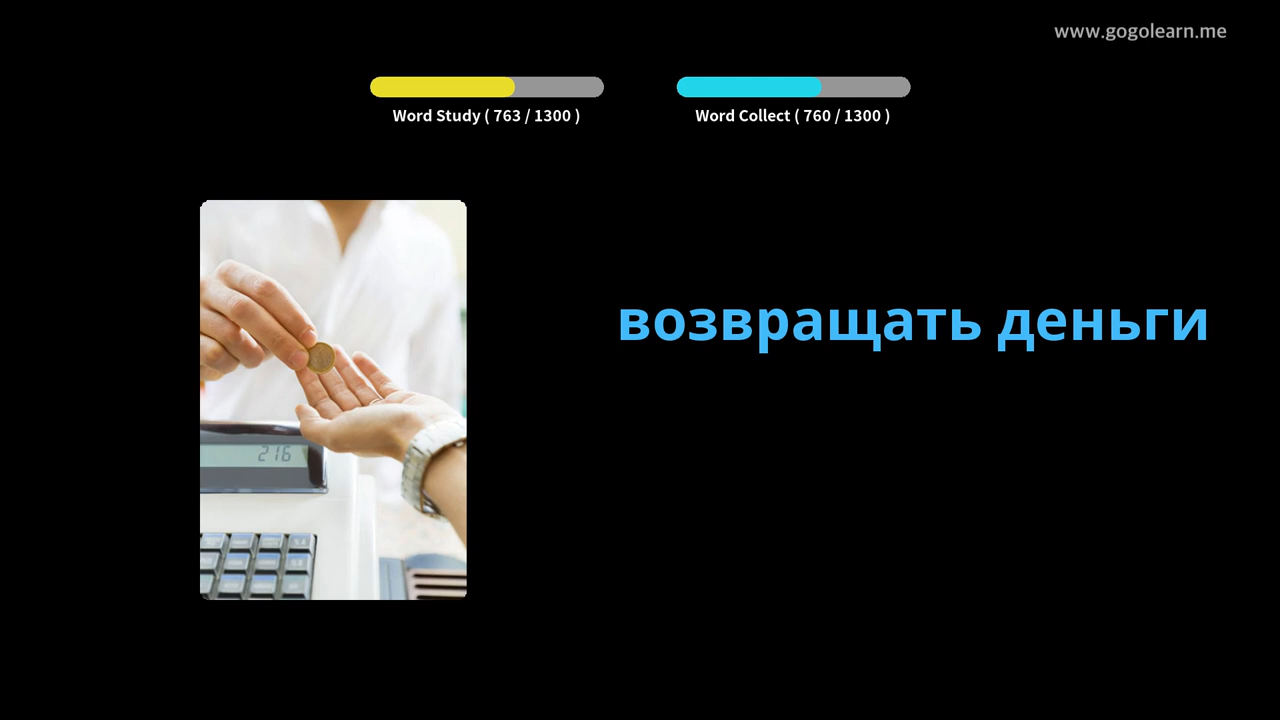 www.gogolearn.me
Word Study ( 763 / 1300 )
Word Collect ( 760 / 1300 )
возвращать деньги
216